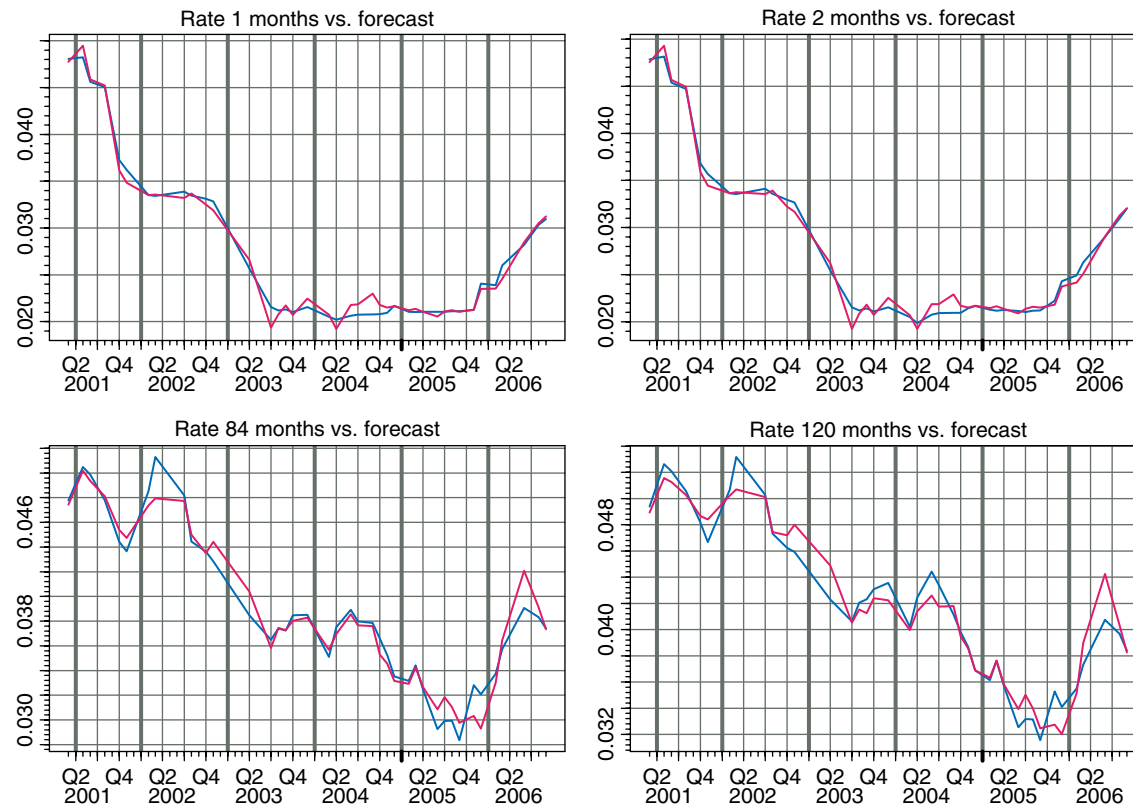 Rate 1 months vs. forecast
0.040
0.030
0.020
Q2 Q4 Q2 Q4 Q2 Q4 Q2 Q4 Q2 Q4 Q2
2001 2002 2003 2004 2005 2006
Rate 2 months vs. forecast
0.040
0.030
0.020
Q2 Q4 Q2 Q4 Q2 Q4 Q2 Q4 Q2 Q4 Q2
2001 2002 2003 2004 2005 2006
Rate 84 months vs. forecast
0.046
0.038
0.030
Q2 Q4 Q2 Q4 Q2 Q4 Q2 Q4 Q2 Q4 Q2
2001 2002 2003 2004 2005 2006
Rate 120 months vs. forecast
0.048
0.040
0.032
Q2 Q4 Q2 Q4 Q2 Q4 Q2 Q4 Q2 Q4 Q2
2001 2002 2003 2004 2005 2006